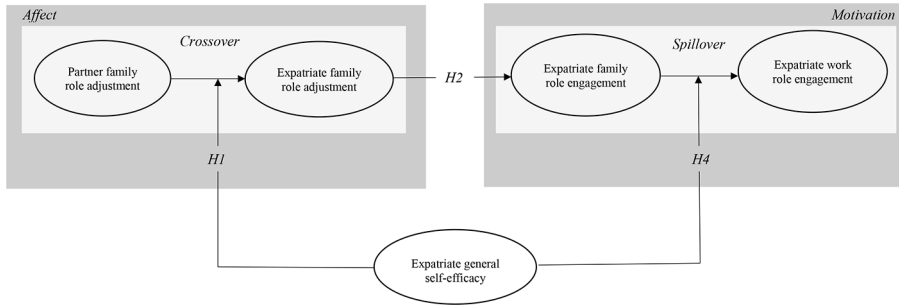 Affect
Motivation
Crossover
Spillover
Partner family
role adjustment
Expatriate family
role adjustment
H2
Expatriate family
role engagement
Expatriate work
role engagement
H1
H4
Expatriate general
self-efficacy